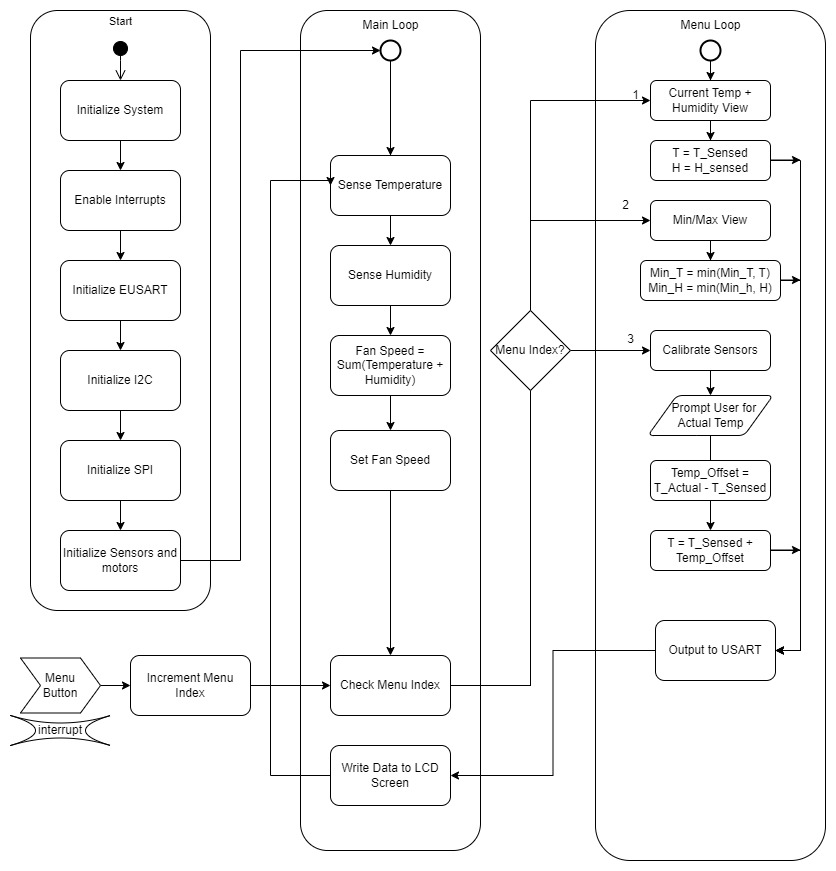 Start
Initialize System
Enable Interrupts
Initialize EUSART
Initialize I2C
Initialize SPI
Initialize Sensors and
motors
Menu
Button
interrupt
Increment Menu
Index
Main Loop
Sense Temperature
Sense Humidity
Fan Speed =
Sum(Temperature +
Humidity)
Set Fan Speed
Check Menu Index
Write Data to LCD
Screen
Menu Index?
1
2
3
Menu Loop
Current Temp +
Humidity View
T = T_Sensed
H = H_sensed
Min/Max View
Min_T = min(Min_T, T)
Min_H = min(Min_h, H)
Calibrate Sensors
Prompt User for
Actual Temp
Temp_Offset =
T_Actual - T_Sensed
T = T_Sensed +
Temp_Offset
Output to USART